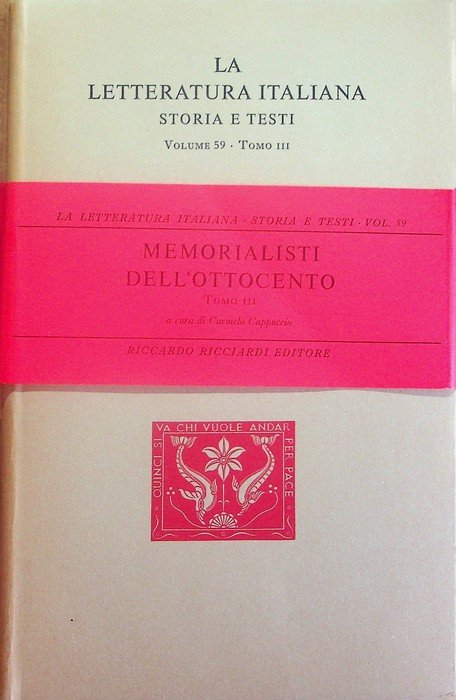 LA
LETTERATURA ITALIANA
STORIA E TESTI
VOLUME 59 · TOMO III
LA LETTERATURA ITALIANA · STORIA E TESTI · VOL. 59
MEMORIALISTI
DELL'OTTOCENTO
TOMO III
a cura di Carmelo Cappuccio
RICCARDO RICCIARDI EDITORE
QUINCI SI VA CHI VUOLE ANDAR PER PACE